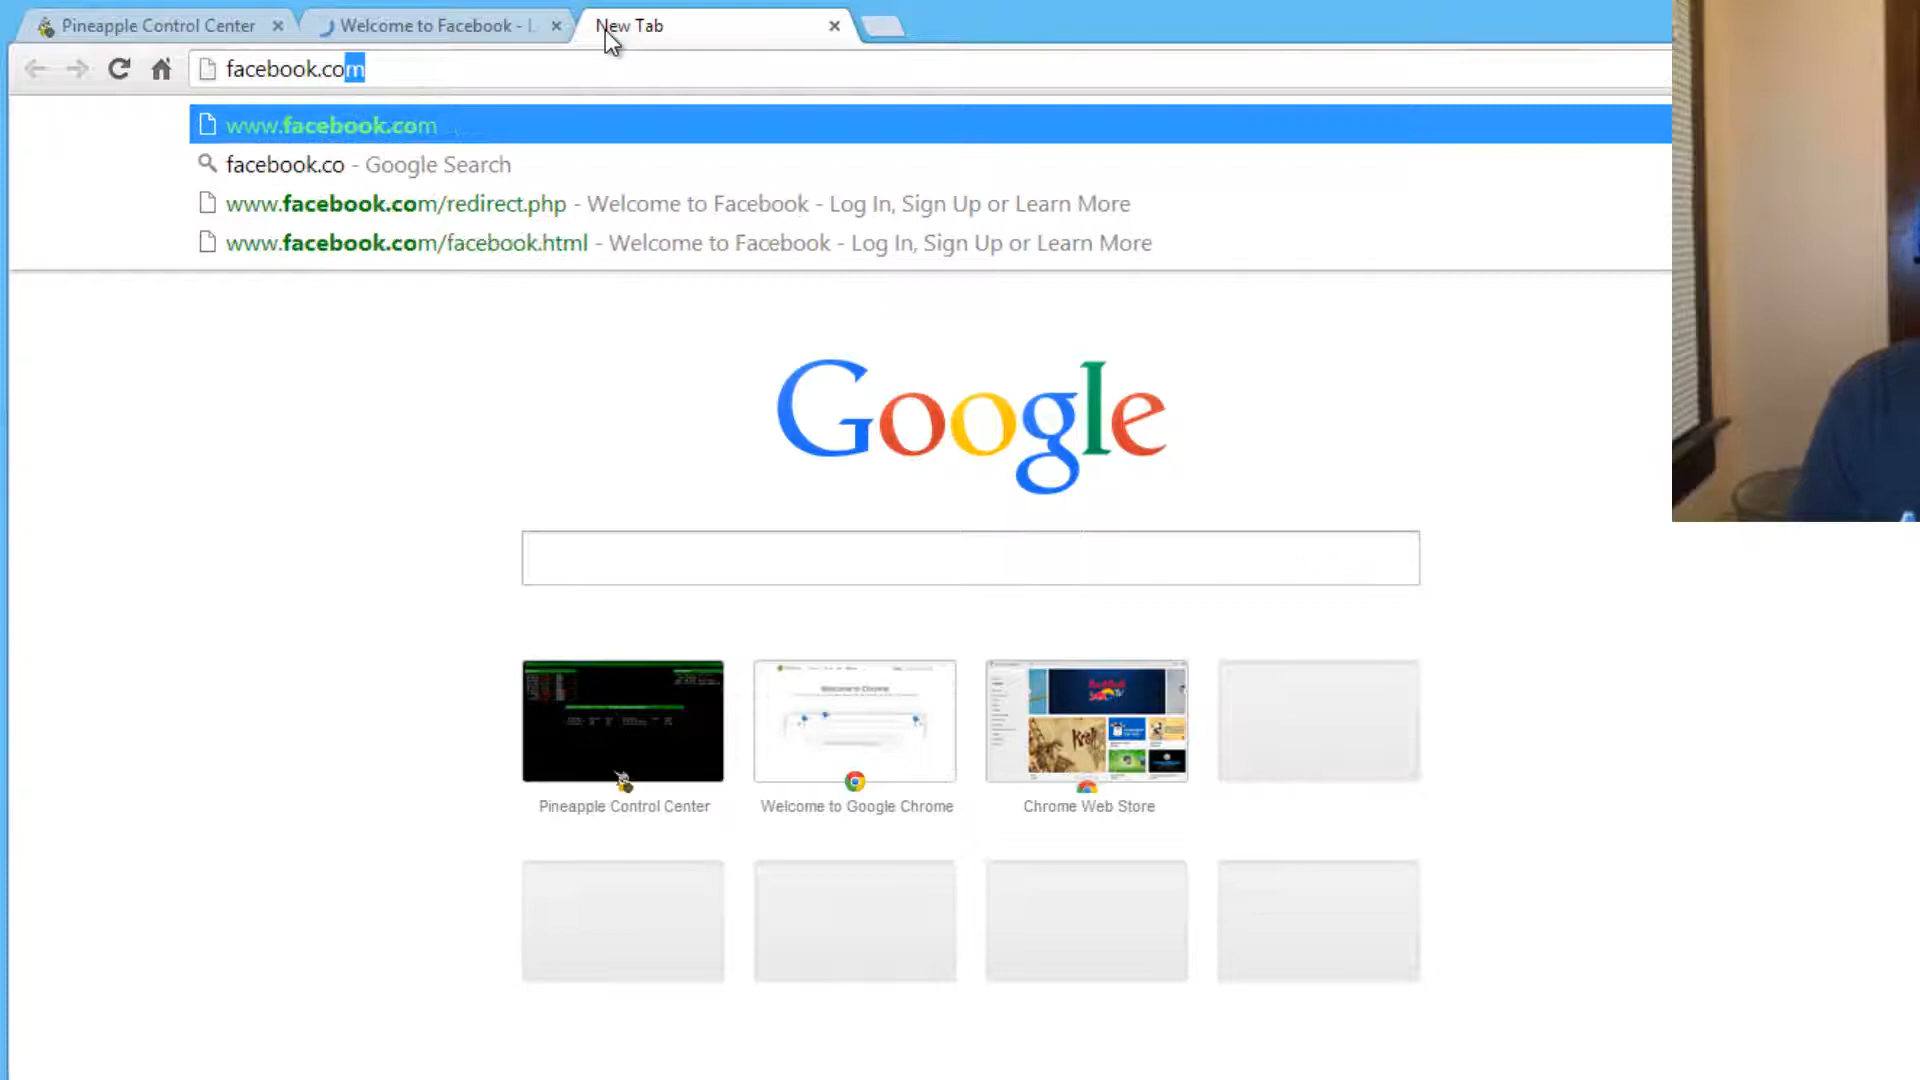 Pineapple Control Center
Welcome to Facebook - L
New Tab
facebook.com
www.facebook.com
facebook.co - Google Search
www.facebook.com/redirect.php - Welcome to Facebook - Log In, Sign Up or Learn More
www.facebook.com/facebook.html - Welcome to Facebook - Log In, Sign Up or Learn More
Google
Pineapple Control Center
Welcome to Google Chrome
Chrome Web Store